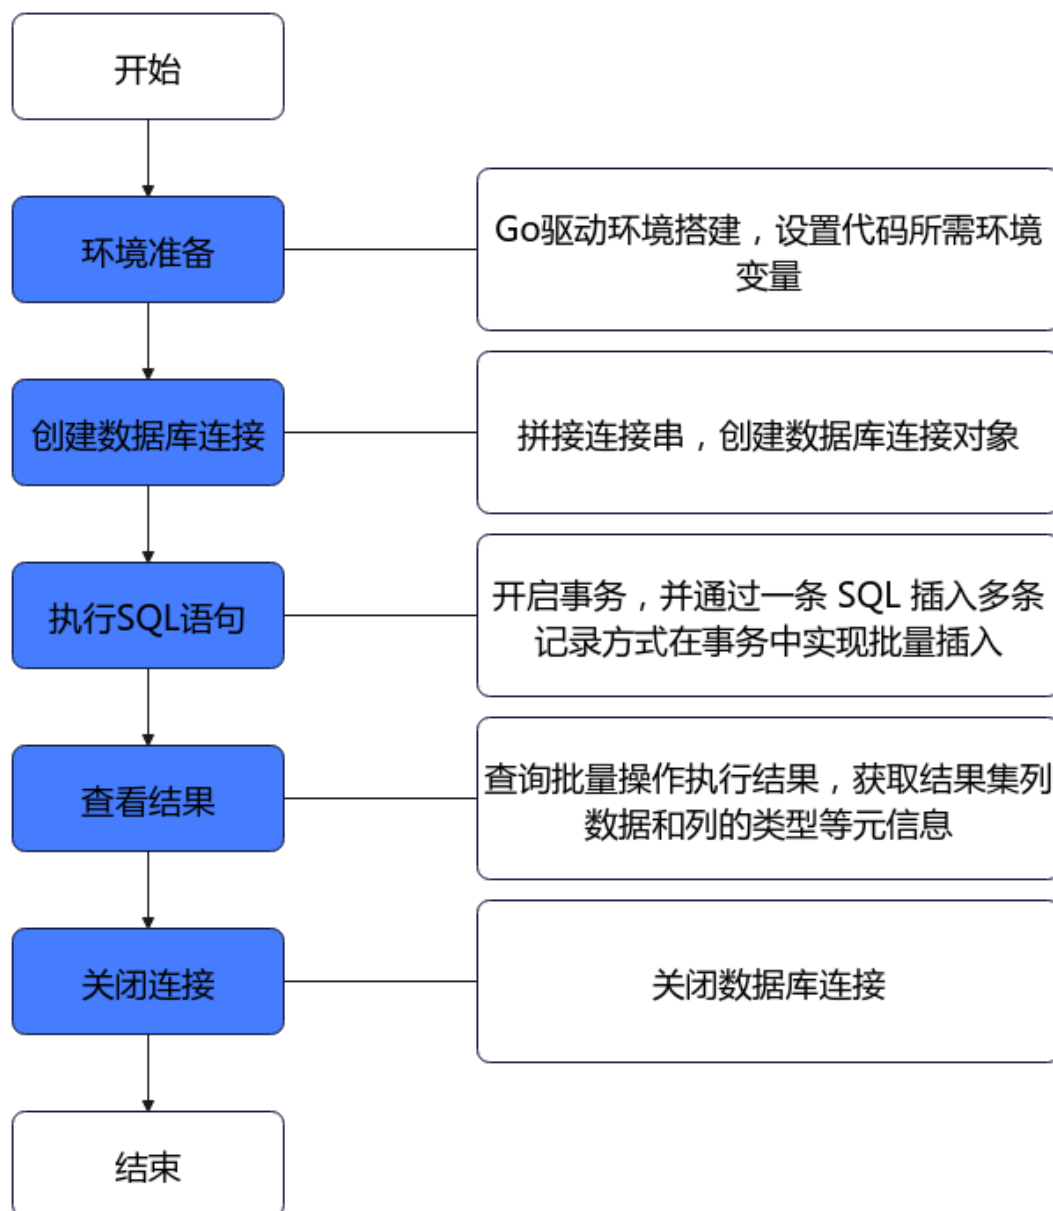 开始
环境准备
Go驱动环境搭建，设置代码所需环境
变量
创建数据库连接
拼接连接串，创建数据库连接对象
执行SQL语句
开启事务，并通过一条 SQL 插入多条
记录方式在事务中实现批量插入
查看结果
查询批量操作执行结果，获取结果集列
数据和列的类型等元信息
关闭连接
关闭数据库连接
结束